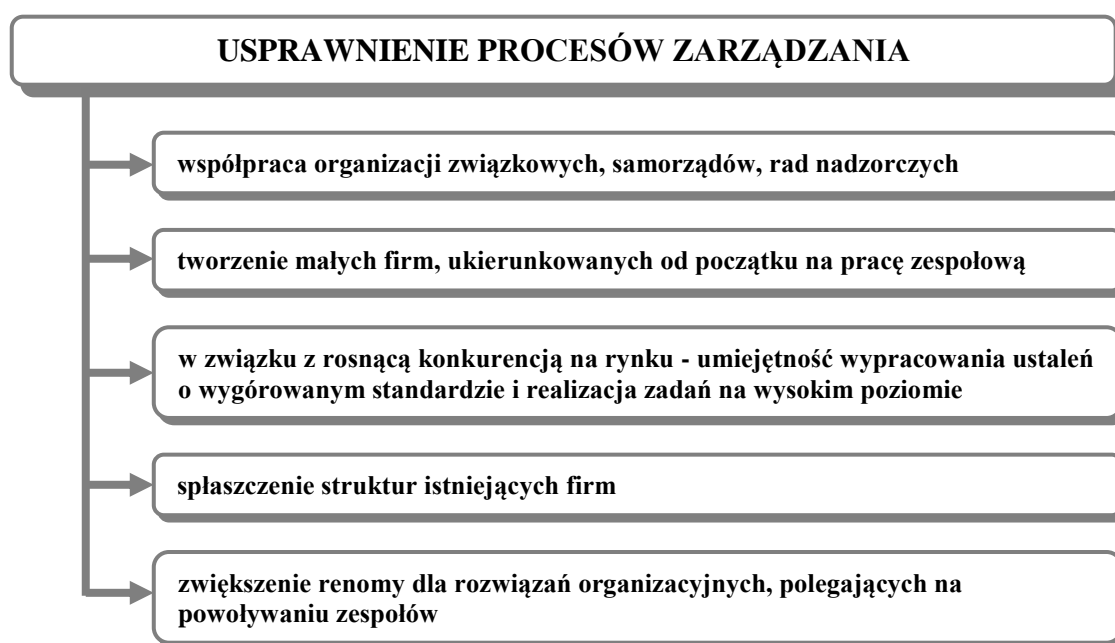 USPRAWNIENIE PROCESÓW ZARZĄDZANIA
współpraca organizacji związkowych, samorządów, rad nadzorczych
tworzenie małych firm, ukierunkowanych od początku na pracę zespołową
w związku z rosnącą konkurencją na rynku - umiejętność wypracowania ustaleń
o wygórowanym standardzie i realizacja zadań na wysokim poziomie
spłaszczenie struktur istniejących firm
zwiększenie renomy dla rozwiązań organizacyjnych, polegających na
powoływaniu zespołów